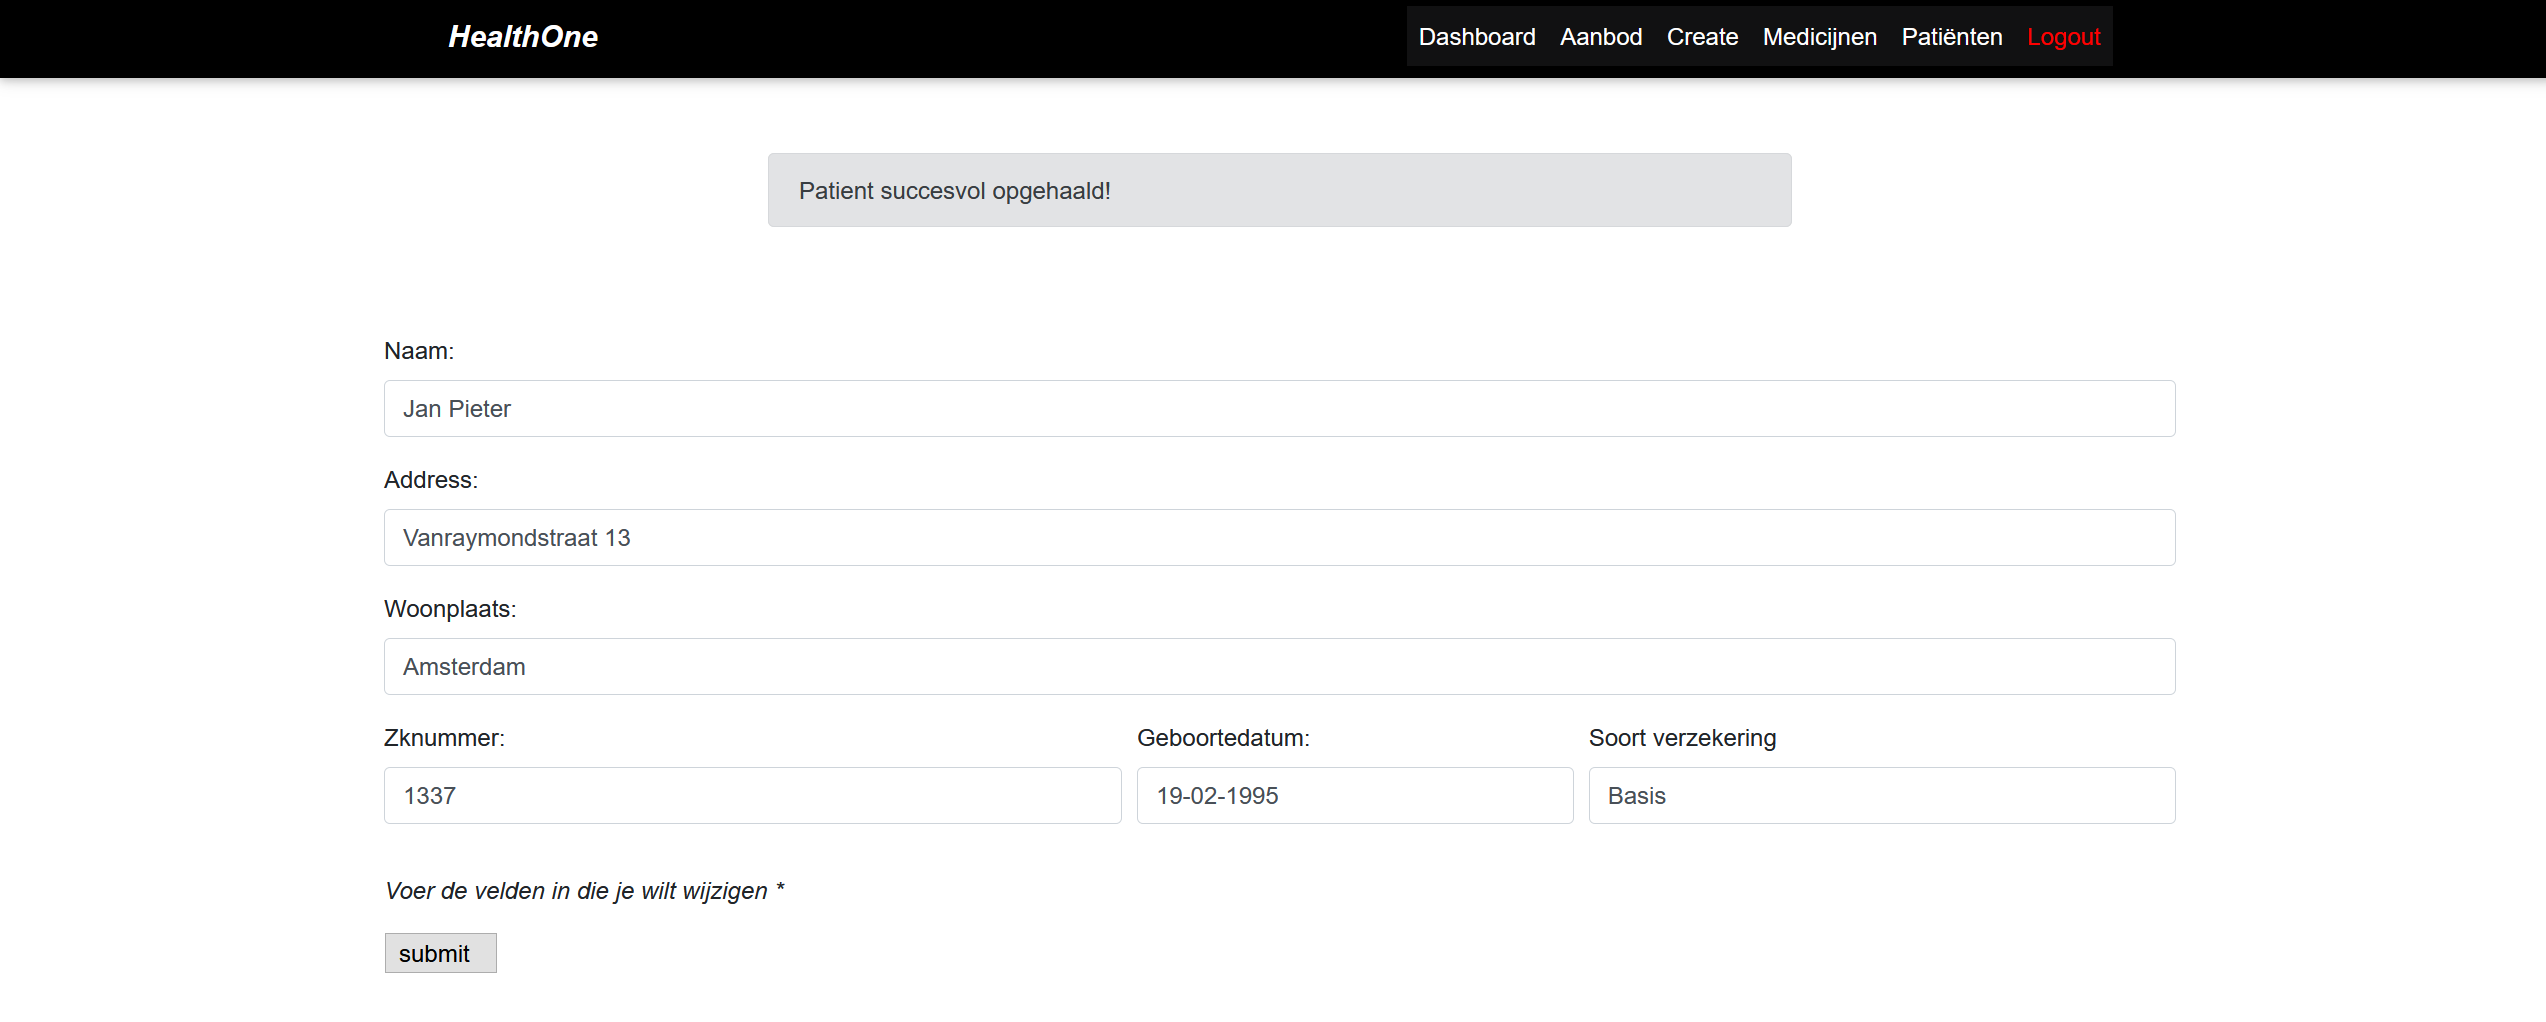 HealthOne
Dashboard Aanbod Create Medicijnen Patiënten Logout
Patient succesvol opgehaald!
Naam:
Jan Pieter
Address:
Vanraymondstraat 13
Woonplaats:
Amsterdam
Zknummer: Geboortedatum: Soort verzekering
1337 19-02-1995 Basis
Voer de velden in die je wilt wijzigen *
submit